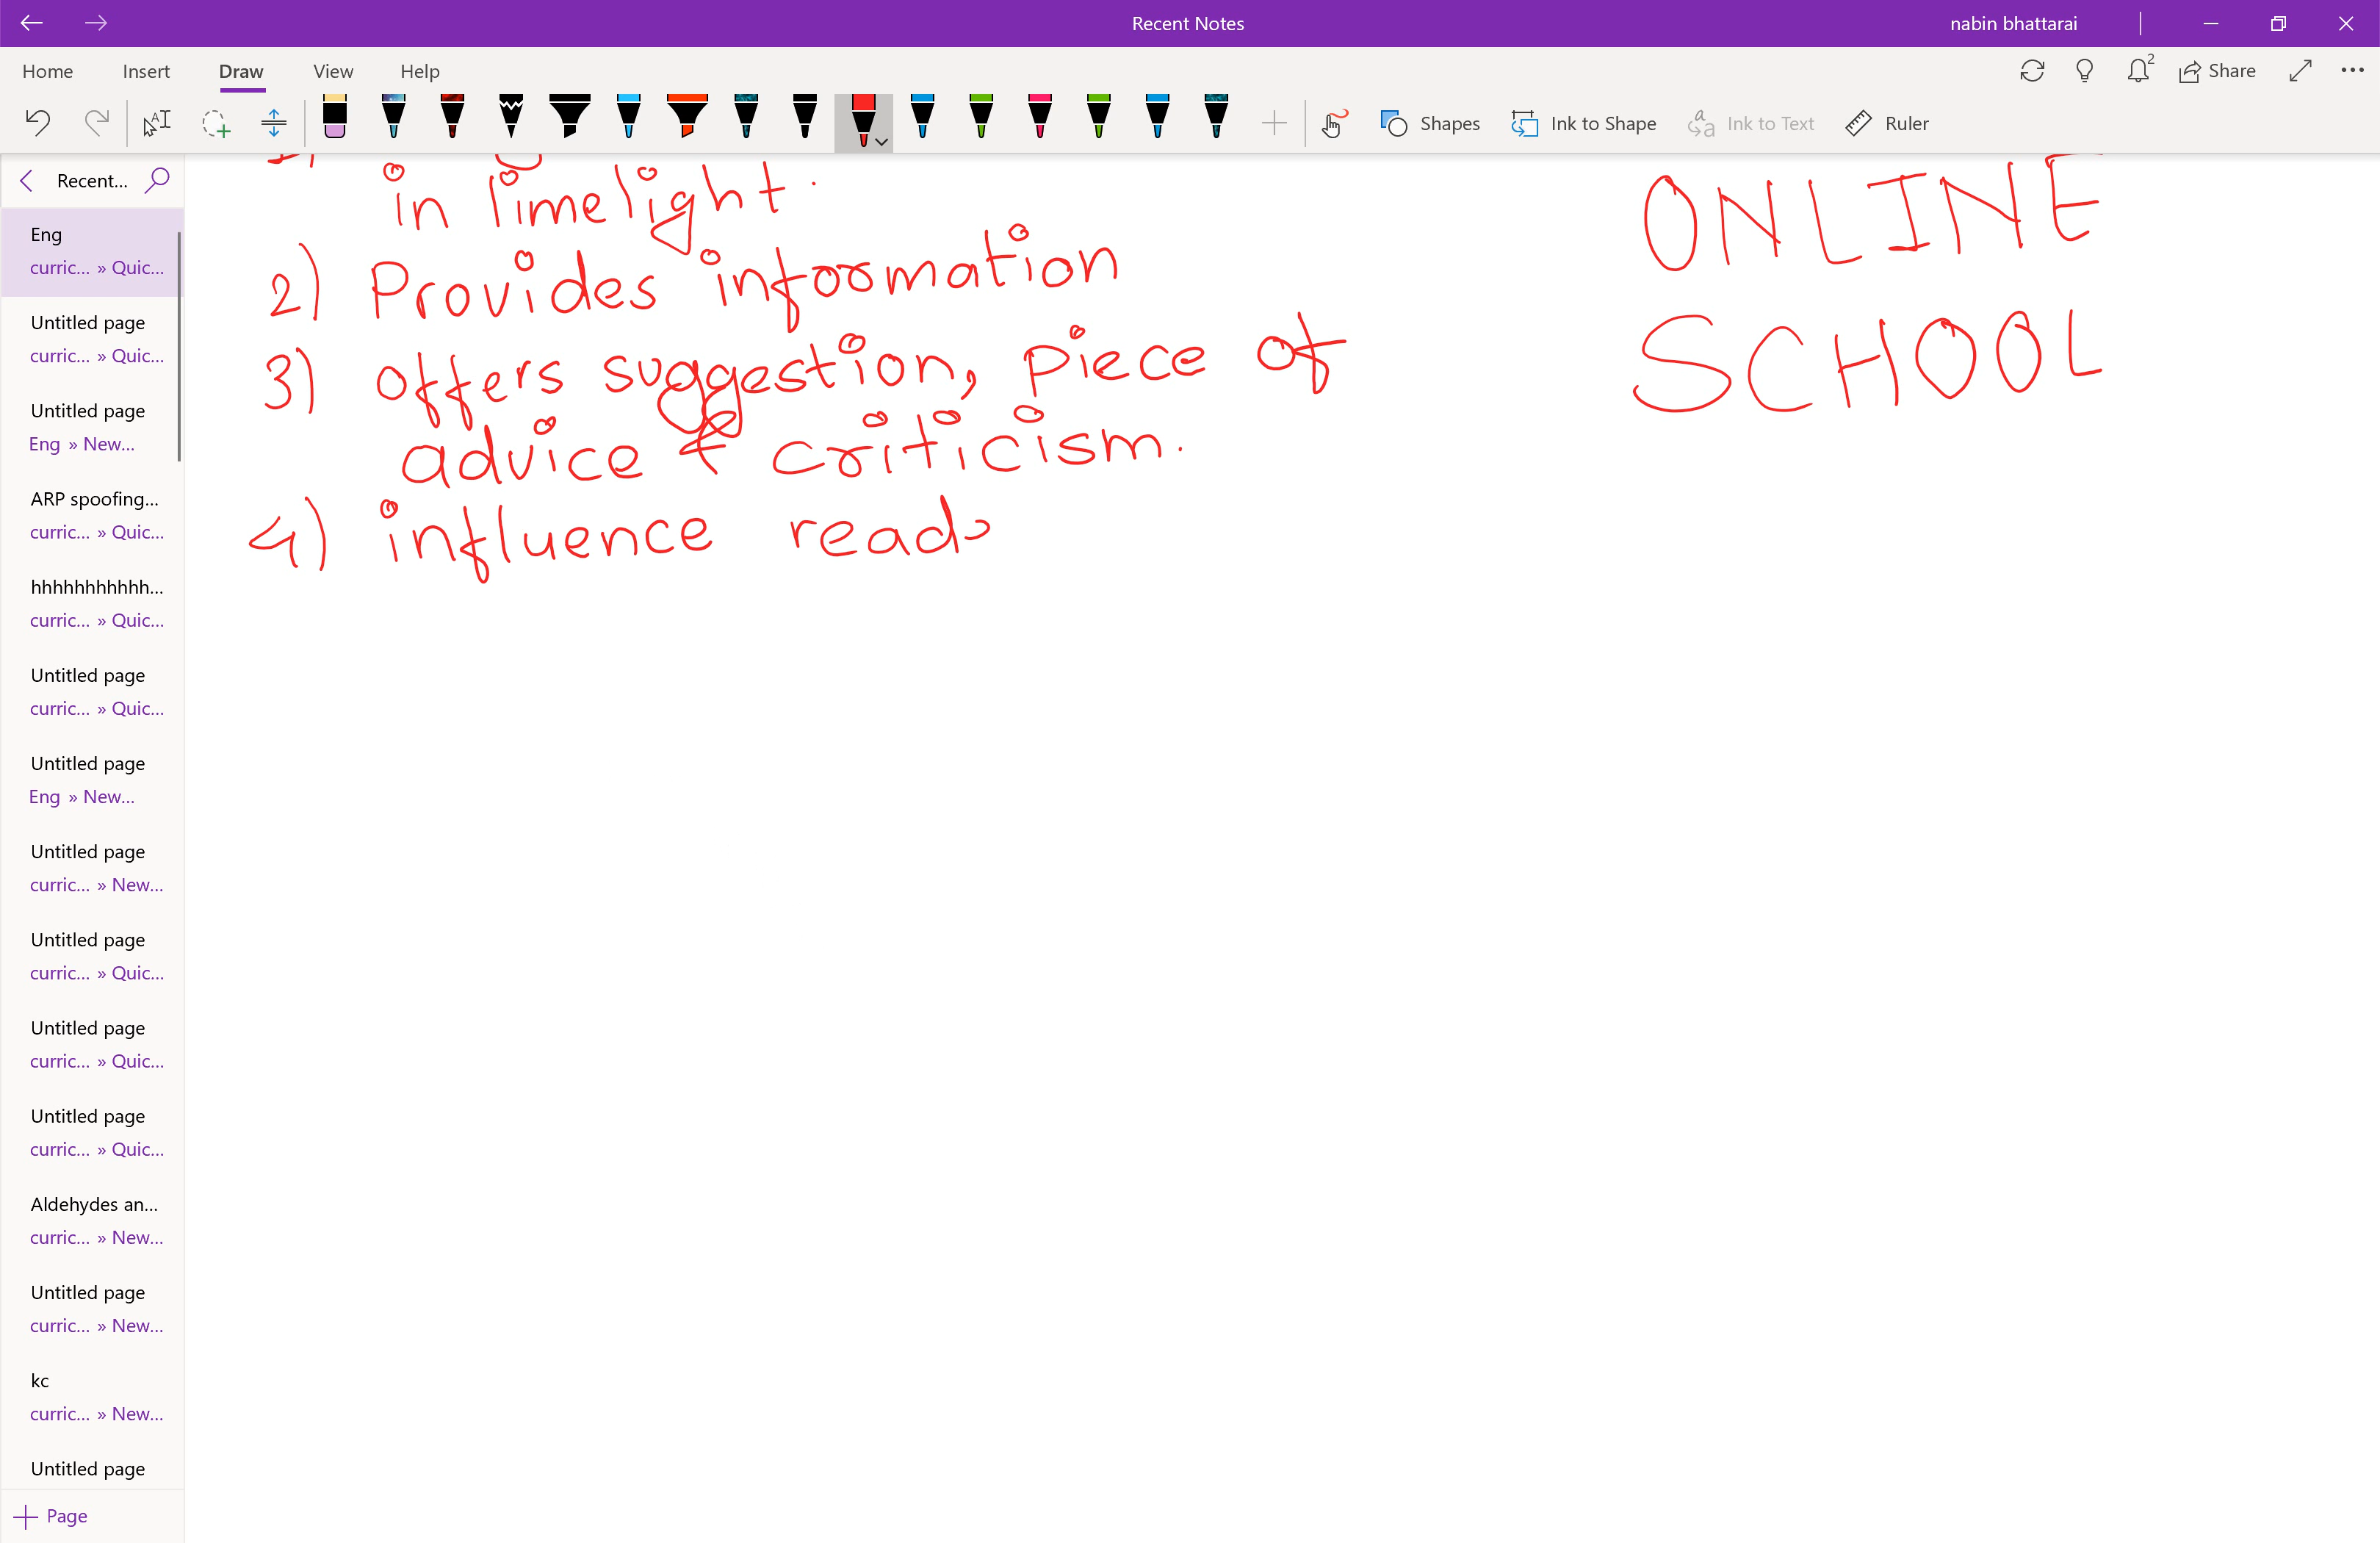 Recent Notes
nabin bhattarai
Home Insert Draw View Help
2 Share
Shapes Ink to Shape Ink to Text Ruler
Recent...
Eng
curric... » Quic...
Untitled page
curric... » Quic...
Untitled page
Eng » New...
ARP spoofing...
curric... » Quic...
hhhhhhhhhhh...
curric... » Quic...
Untitled page
curric... » Quic...
Untitled page
Eng » New...
Untitled page
curric... » New...
Untitled page
curric... » Quic...
Untitled page
curric... » Quic...
Untitled page
curric... » Quic...
Aldehydes an...
curric... » New...
Untitled page
curric... » New...
kc
curric... » New...
Untitled page
Page
in limelight.
2) Provides information
3) offers suggestion, piece of
advice & criticism.
4) influence
ONLINE
SCHOOL